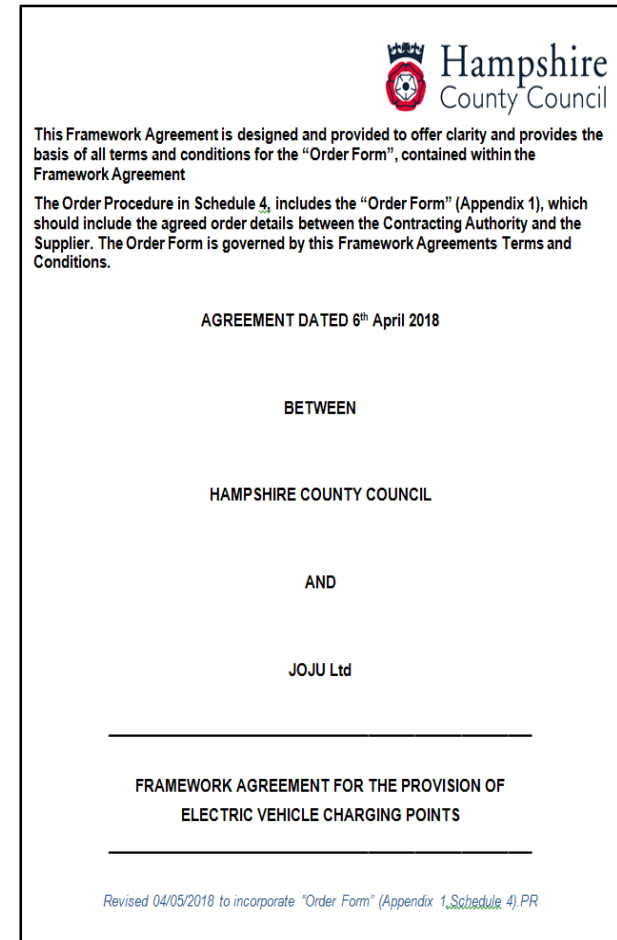 Hampshire
County Council
This Framework Agreement is designed and provided to offer clarity and provides the
basis of all terms and conditions for the “Order Form”, contained within the
Framework Agreement
The Order Procedure in Schedule 4, includes the “Order Form” (Appendix 1), which
should include the agreed order details between the Contracting Authority and the
Supplier. The Order Form is governed by this Framework Agreements Terms and
Conditions.
AGREEMENT DATED 6th April 2018
BETWEEN
HAMPSHIRE COUNTY COUNCIL
AND
JOJU Ltd
FRAMEWORK AGREEMENT FOR THE PROVISION OF
ELECTRIC VEHICLE CHARGING POINTS
Revised 04/05/2018 to incorporate “Order Form” (Appendix 1,Schedule 4).PR